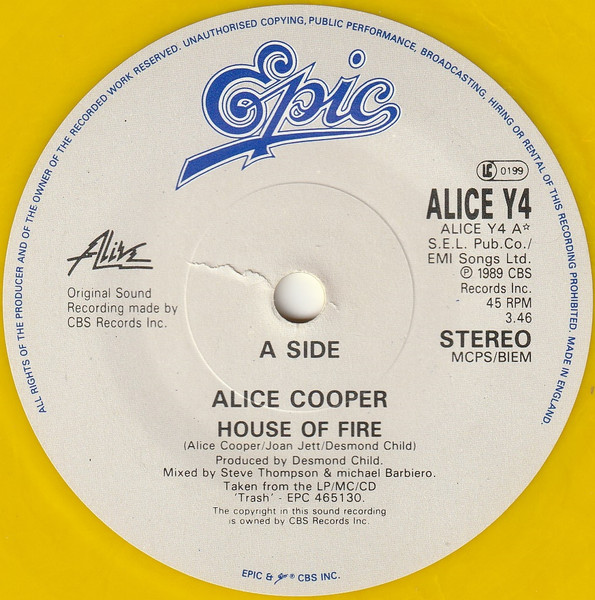 ALL RIGHTS OF THE PRODUCER AND OF THE OWNER OF THE RECORDED WORK RESERVED. UNAUTHORISED COPYING, PUBLIC PERFORMANCE, BROADCASTING, HIRING OR RENTAL OF THIS RECORDING PROHIBITED. MADE IN ENGLAND.
Epic
LC 0199
ALICE Y4
ALICE Y4 A☆
S.E.L. Pub.Co./
EMI Songs Ltd.
℗ 1989 CBS
Records Inc.
45 RPM
3.46
STEREO
MCPS/BIEM
Alive
Original Sound
Recording made by
CBS Records Inc.
A SIDE
ALICE COOPER
HOUSE OF FIRE
(Alice Cooper/Joan Jett/Desmond Child)
Produced by Desmond Child.
Mixed by Steve Thompson & michael Barbiero.
Taken from the LP/MC/CD
'Trash' - EPC 465130.
The copyright in this sound recording
is owned by CBS Records Inc.
EPIC & ® CBS INC.